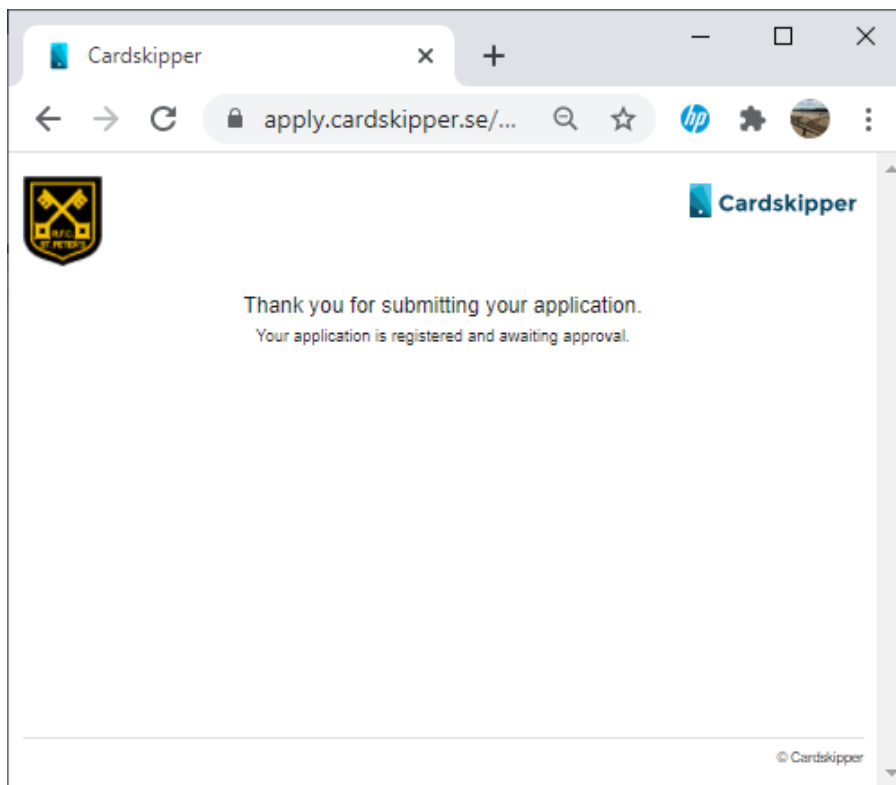 Cardskipper
apply.cardskipper.se/...
hp
R.F.C.
ST. PETER'S
Cardskipper
Thank you for submitting your application.
Your application is registered and awaiting approval.
© Cardskipper